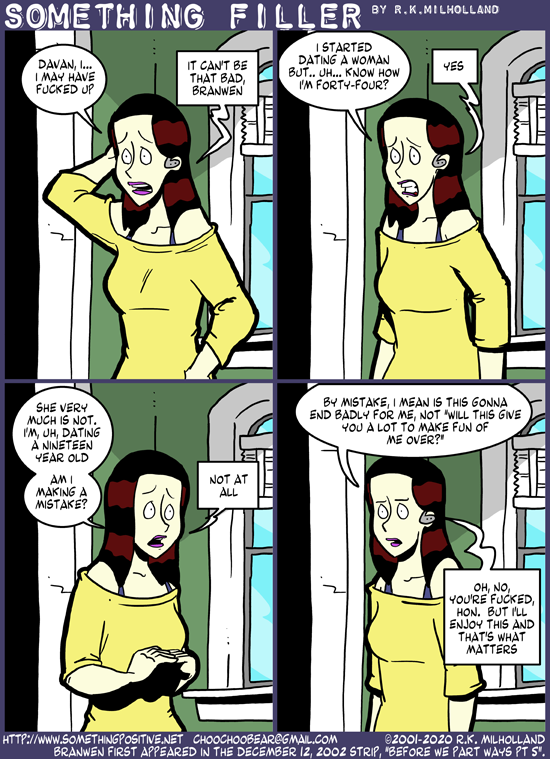 SOMETHING FILLER
BY R.K.MILHOLLAND
DAVAN, I...
I MAY HAVE
FUCKED UP
IT CAN'T BE
THAT BAD,
BRANWEN
I STARTED
DATING A WOMAN
BUT.. UH... KNOW HOW
I'M FORTY-FOUR?
YES
SHE VERY
MUCH IS NOT.
I'M, UH, DATING
A NINETEEN
YEAR OLD
AM I
MAKING A
MISTAKE?
NOT AT
ALL
BY MISTAKE, I MEAN IS THIS GONNA
END BADLY FOR ME, NOT "WILL THIS GIVE
YOU A LOT TO MAKE FUN OF
ME OVER?"
OH, NO,
YOU'RE FUCKED,
HON. BUT I'LL
ENJOY THIS AND
THAT'S WHAT
MATTERS
HTTP://WWW.SOMETHINGPOSITIVE.NET CHOOCHOOBEAR@GMAIL.COM ©2001-2020 R.K. MILHOLLAND
BRANWEN FIRST APPEARED IN THE DECEMBER 12, 2002 STRIP, "BEFORE WE PART WAYS PT 5".